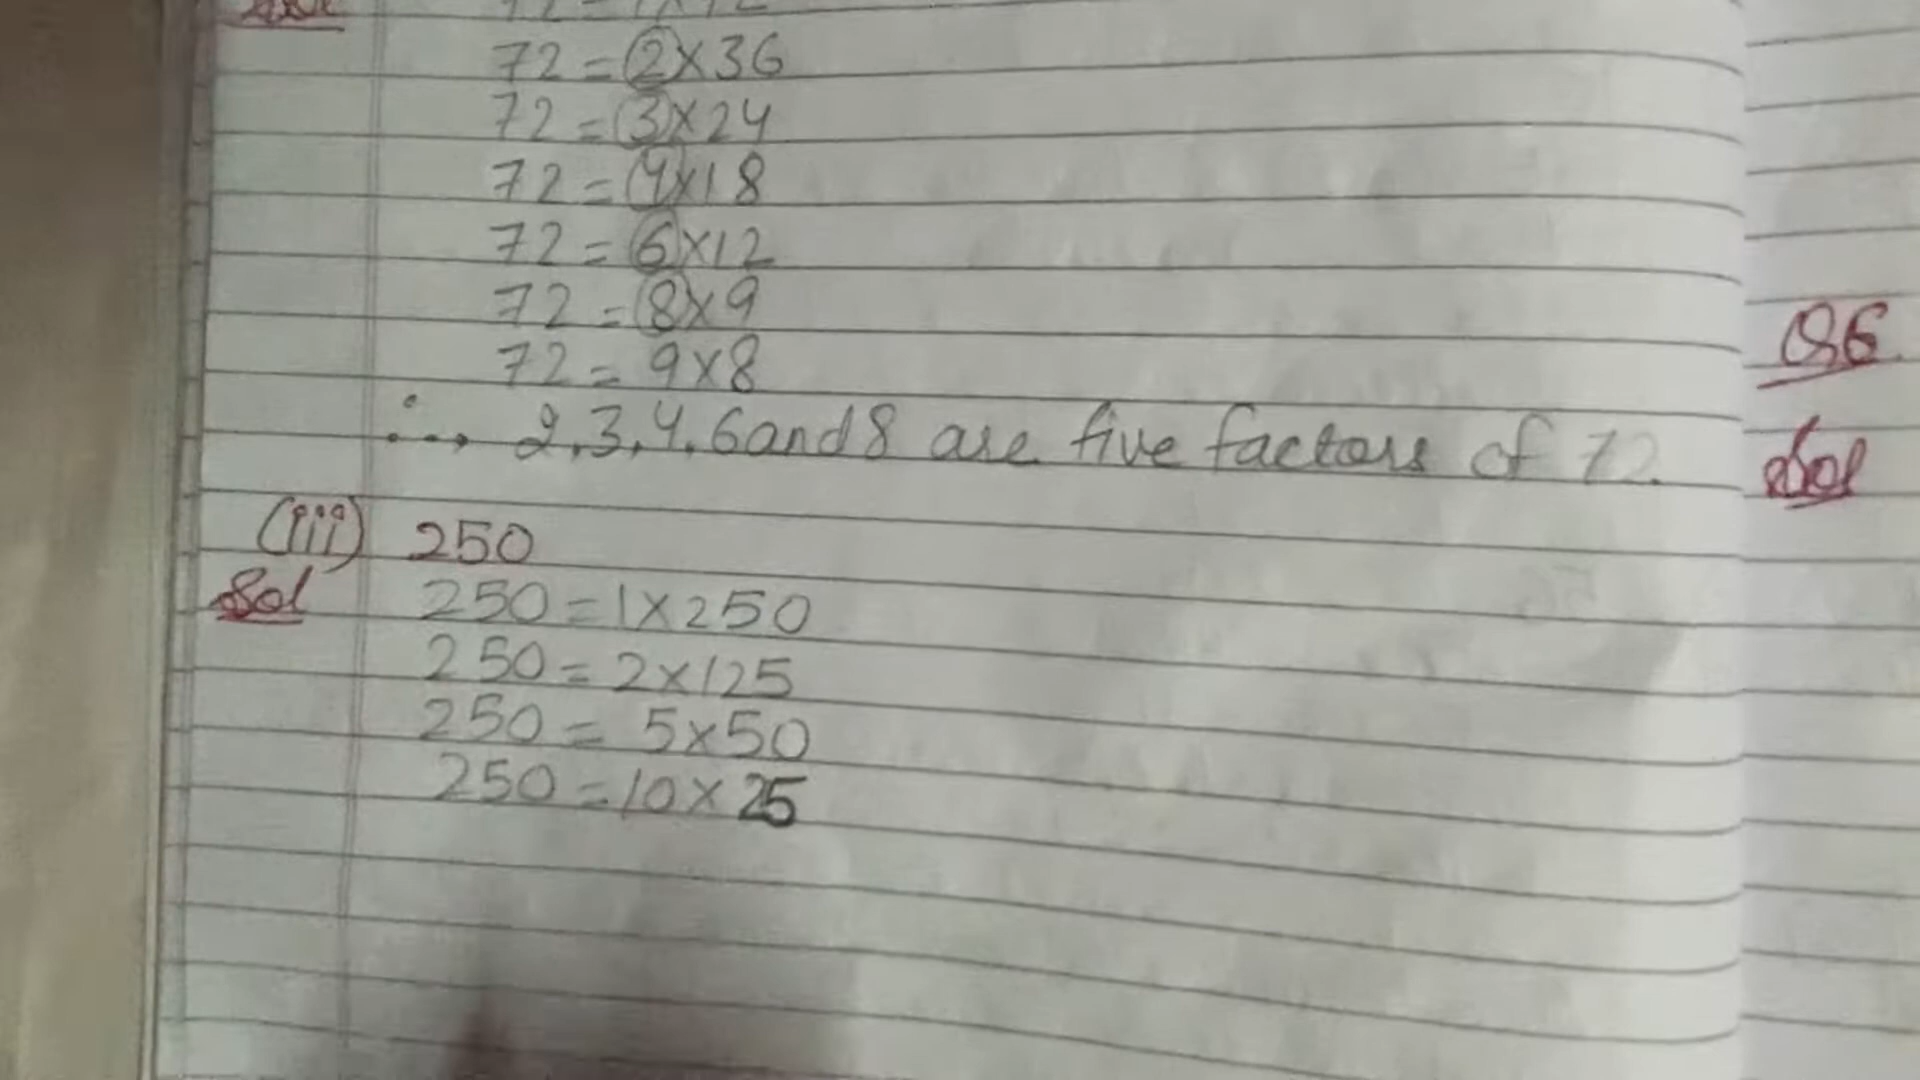 72 = 2 × 36
72 = 3 × 24
72 = 4 × 18
72 = 6 × 12
72 = 8 × 9
72 = 9 × 8
∴ 2, 3, 4, 6 and 8 are five factors of 72.
(iii) 250
Sol 250 = 1 × 250
250 = 2 × 125
250 = 5 × 50
250 = 10 × 25
Q6.
Sol